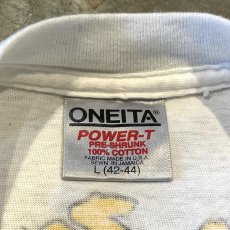 ONEITA
POWER-T
PRE-SHRUNK
100% COTTON
FABRIC MADE IN U.S.A.
SEWN IN JAMAICA
L (42-44)